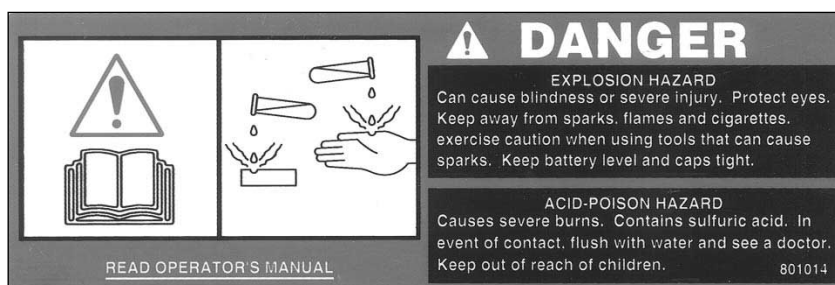 DANGER
EXPLOSION HAZARD
Can cause blindness or severe injury. Protect eyes.
Keep away from sparks, flames and cigarettes.
exercise caution when using tools that can cause
sparks. Keep battery level and caps tight.
ACID-POISON HAZARD
Causes severe burns. Contains sulfuric acid. In
event of contact, flush with water and see a doctor.
Keep out of reach of children.
801014
READ OPERATOR'S MANUAL